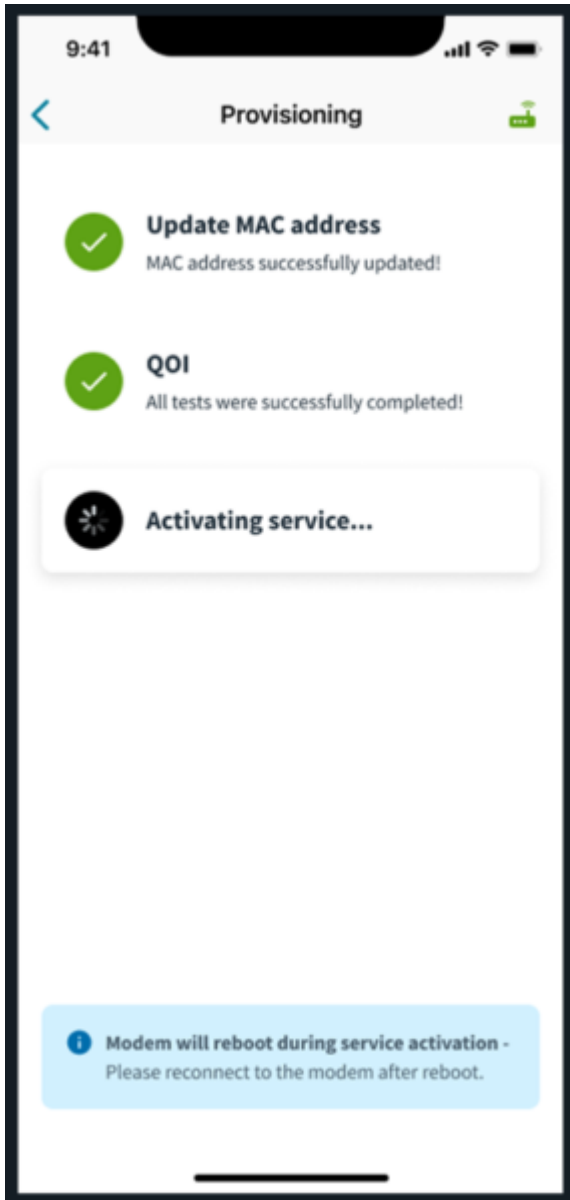 9:41
Provisioning
Update MAC address
MAC address successfully updated!
QOI
All tests were successfully completed!
Activating service...
Modem will reboot during service activation -
Please reconnect to the modem after reboot.